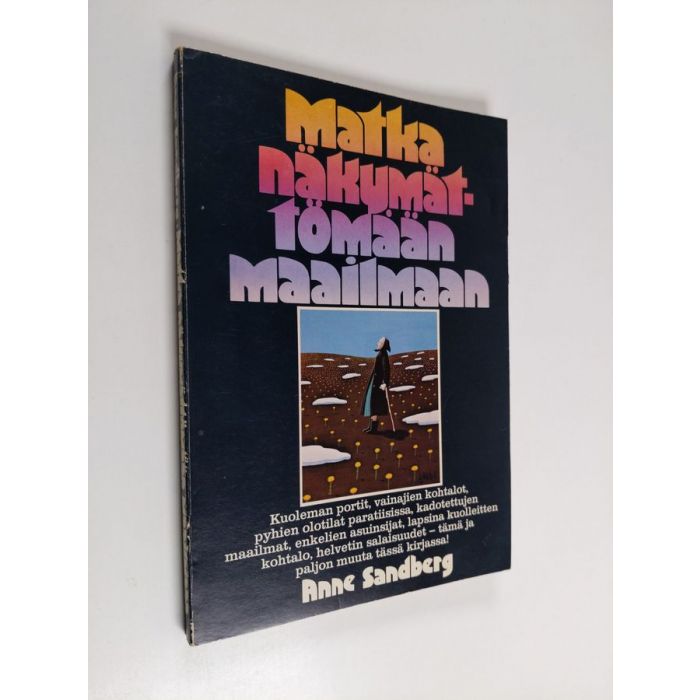 Matka
näkymät-
tömään
maailmaan
Kuoleman portit, vainajien kohtalot,
pyhien olotilat paratiisissa, kadotettujen
maailmat, enkelien asuinsijat, lapsina kuolleitten
kohtalo, helvetin salaisuudet – tämä ja
paljon muuta tässä kirjassa!
Anne Sandberg